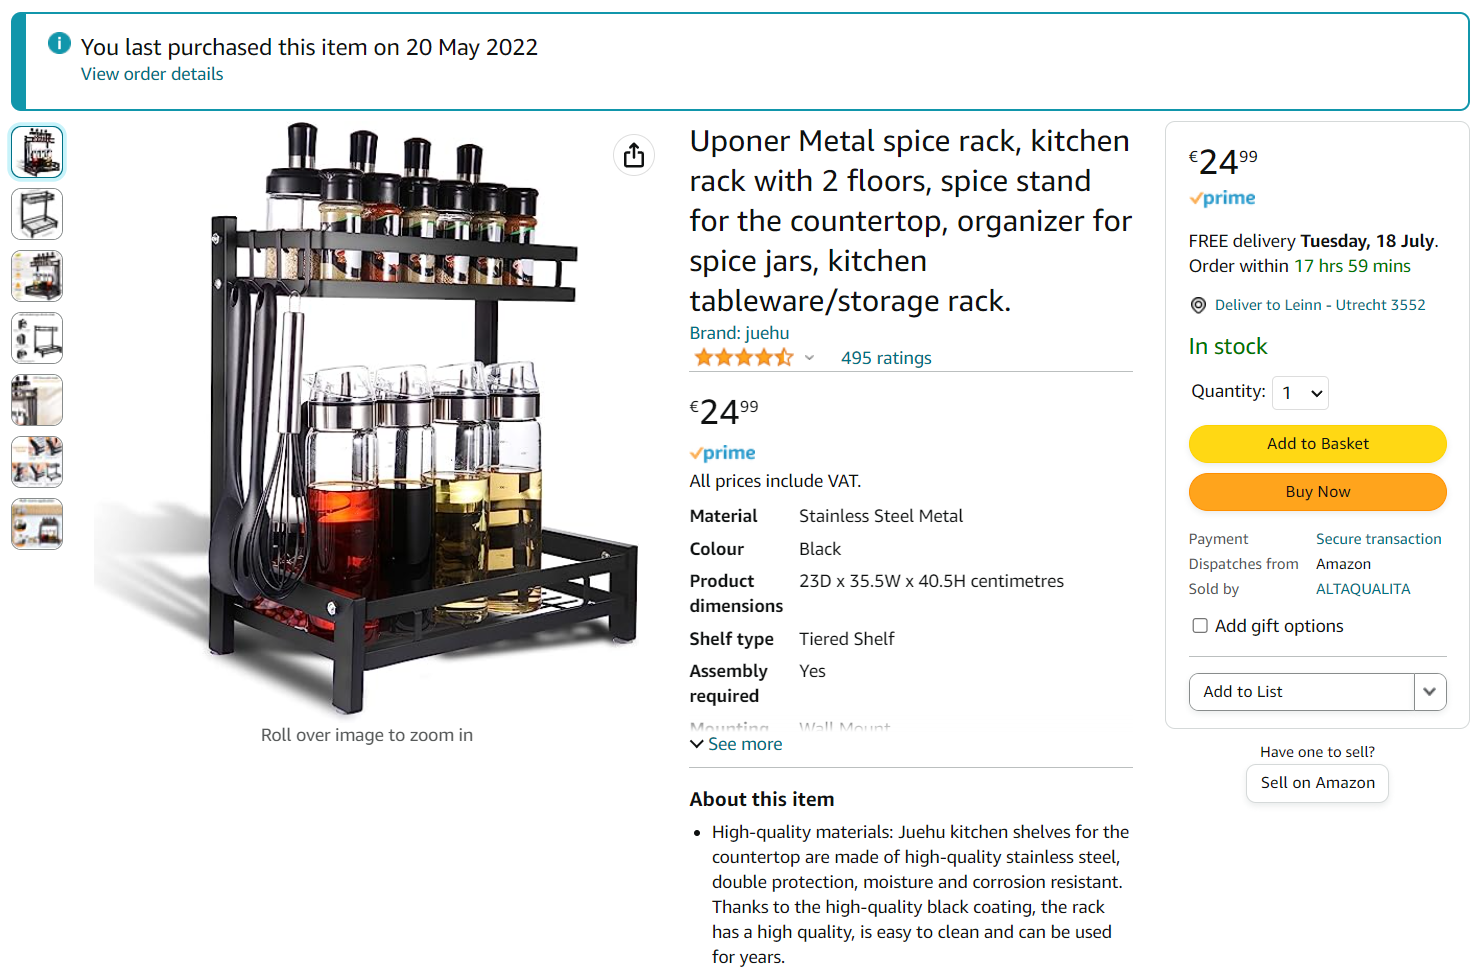 You last purchased this item on 20 May 2022
View order details
Uponer Metal spice rack, kitchen
rack with 2 floors, spice stand
for the countertop, organizer for
spice jars, kitchen
tableware/storage rack.
Brand: juehu
495 ratings
€2499
prime
All prices include VAT.
Material Stainless Steel Metal
Colour Black
Product 23D x 35.5W x 40.5H centimetres
dimensions
Shelf type Tiered Shelf
Assembly Yes
required
Mounting Wall Mount
See more
About this item
• High-quality materials: Juehu kitchen shelves for the
countertop are made of high-quality stainless steel,
double protection, moisture and corrosion resistant.
Thanks to the high-quality black coating, the rack
has a high quality, is easy to clean and can be used
for years.
Roll over image to zoom in
€2499
prime
FREE delivery Tuesday, 18 July.
Order within 17 hrs 59 mins
Deliver to Leinn - Utrecht 3552
In stock
Quantity: 1
Add to Basket
Buy Now
Payment Secure transaction
Dispatches from Amazon
Sold by ALTAQUALITA
Add gift options
Add to List
Have one to sell?
Sell on Amazon